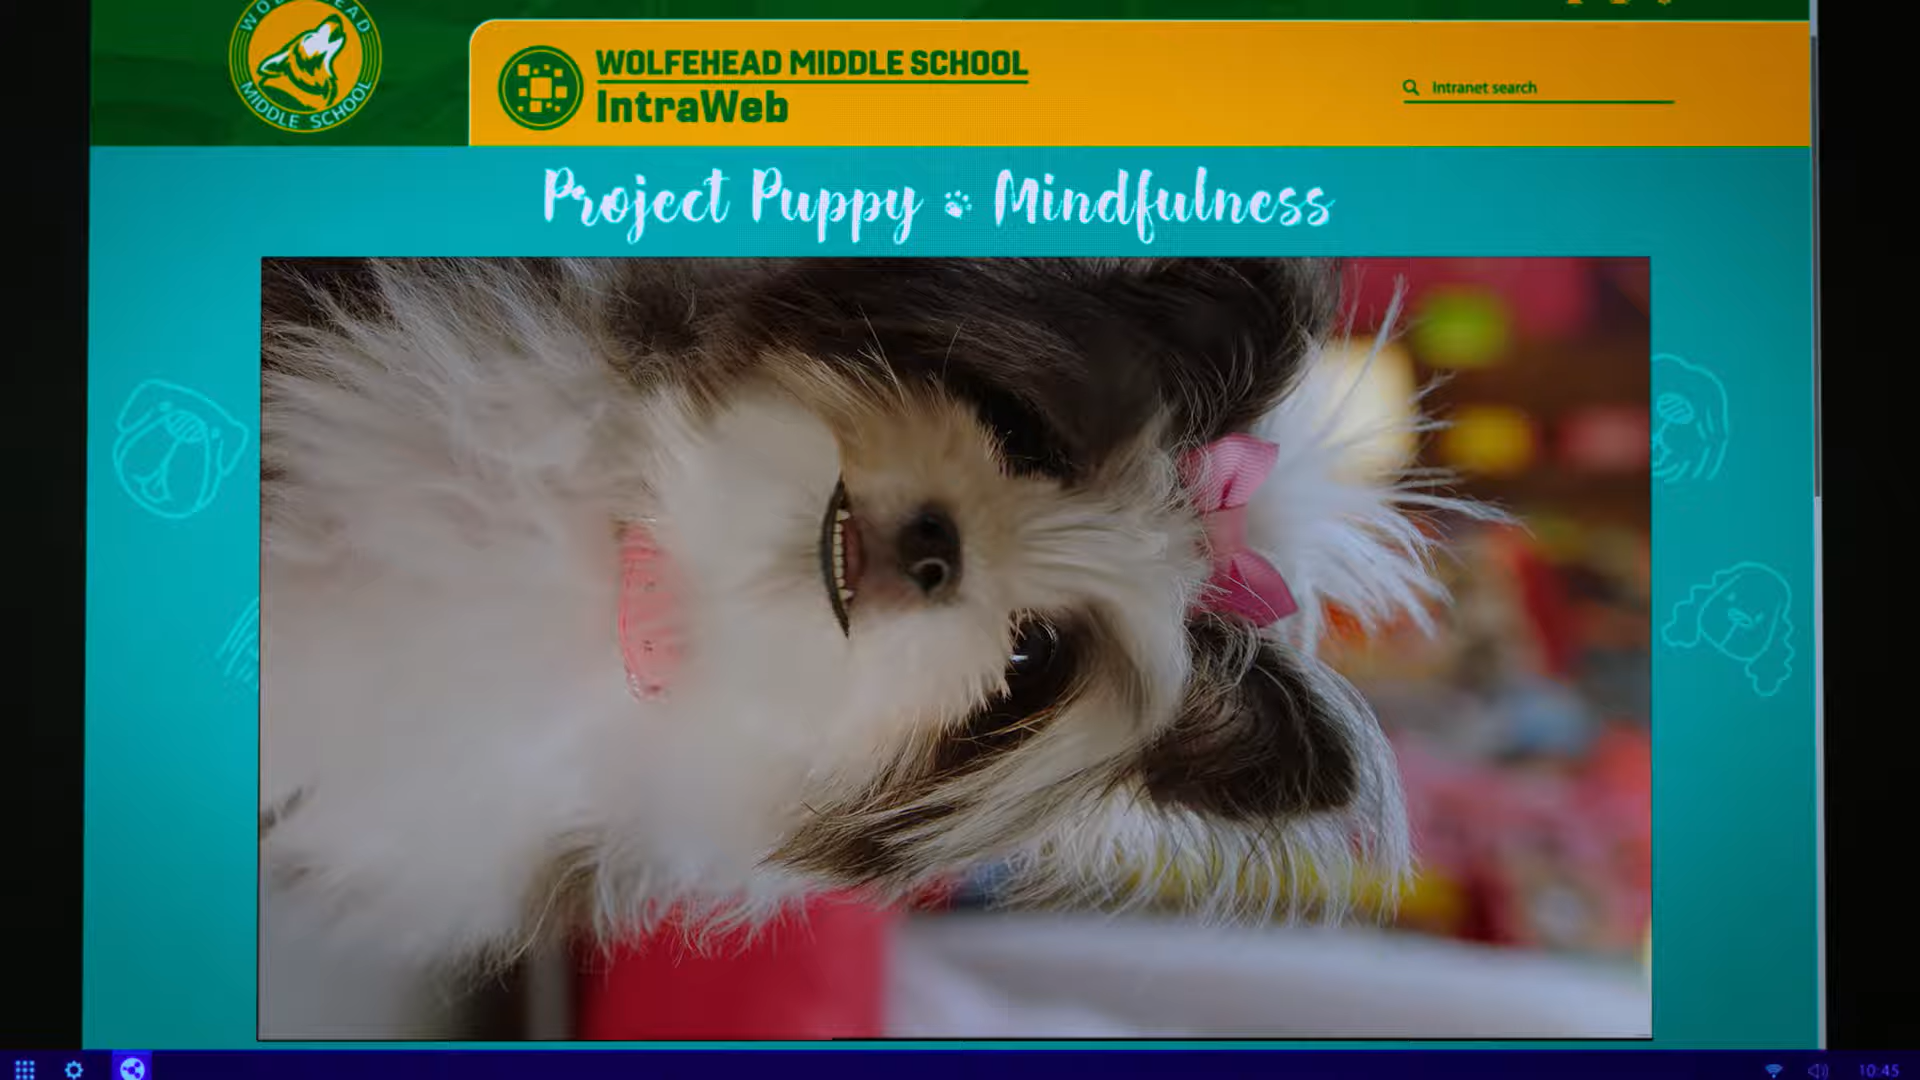 WOLFEHEAD
MIDDLE SCHOOL
WOLFEHEAD MIDDLE SCHOOL
IntraWeb
Intranet search
Project Puppy Mindfulness
10:45